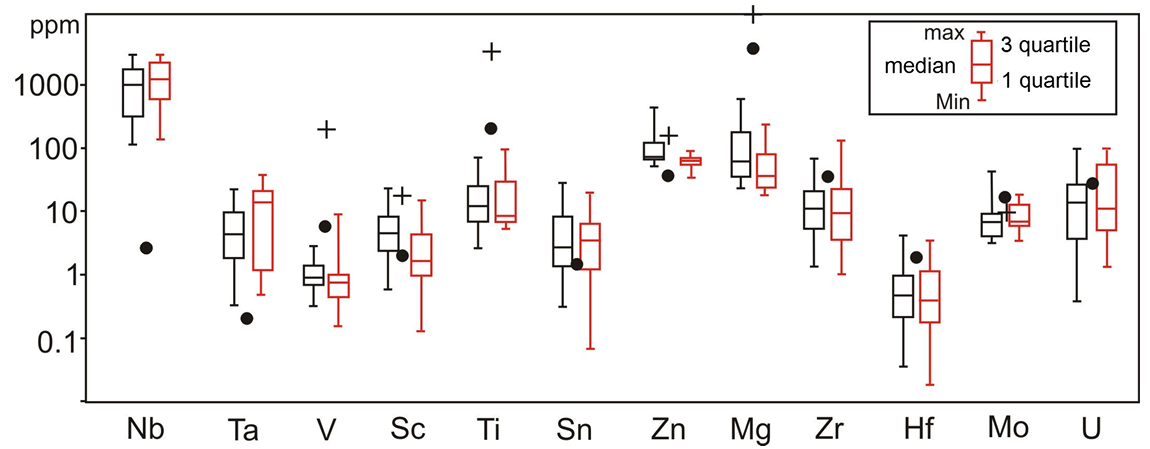 ppm
1000
100
10
1
0.1
max
3 quartile
median
1 quartile
Min
Nb Ta V Sc Ti Sn Zn Mg Zr Hf Mo U